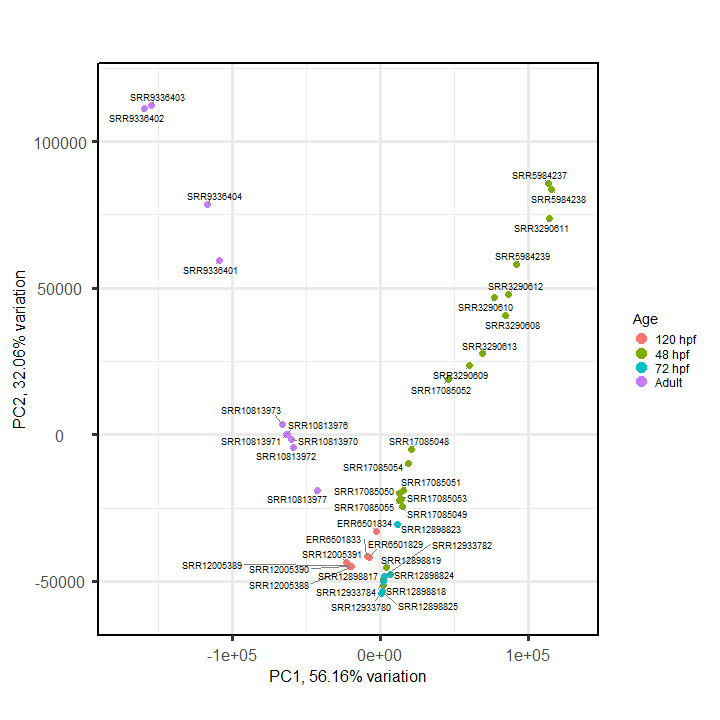 SRR9336403
SRR9336402
SRR9336404
SRR9336401
SRR5984237
SRR5984238
SRR3290611
SRR5984239
SRR3290612
SRR3290610
SRR3290608
SRR3290613
SRR3290609
SRR17085052
SRR10813973
SRR10813976
SRR10813971
SRR10813970
SRR10813972
SRR17085048
SRR17085054
SRR17085051
SRR17085050
SRR17085053
SRR10813977
SRR17085055
SRR17085049
ERR6501834
SRR12898823
ERR6501833
ERR6501829
SRR12933782
SRR12005391
SRR12898819
SRR12005389
SRR12005390
SRR12898817
SRR12898824
SRR12005388
SRR12933784
SRR12898818
SRR12933780
SRR12898825
100000
50000
0
-50000
-1e+05
0e+00
1e+05
PC1, 56.16% variation
PC2, 32.06% variation
Age
120 hpf
48 hpf
72 hpf
Adult